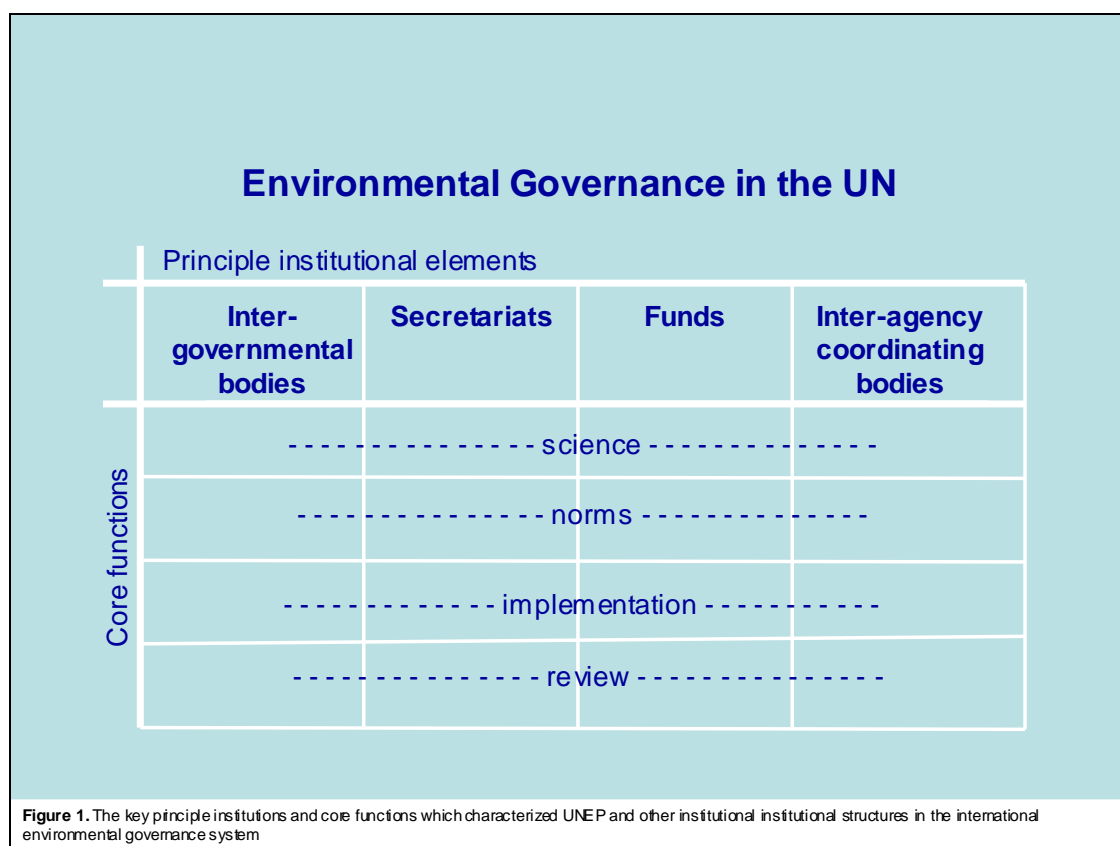 Environmental Governance in the UN
Principle institutional elements
Inter-
governmental
bodies
Secretariats
Funds
Inter-agency
coordinating
bodies
Core functions
- - - - - - - - - - - - - - - science - - - - - - - - - - - - - -
- - - - - - - - - - - - - - - norms - - - - - - - - - - - - - -
- - - - - - - - - - - - - implementation - - - - - - - - - - -
- - - - - - - - - - - - - - - review - - - - - - - - - - - - - - -
Figure 1. The key principle institutions and core functions which characterized UNEP and other institutional institutional structures in the international
environmental governance system